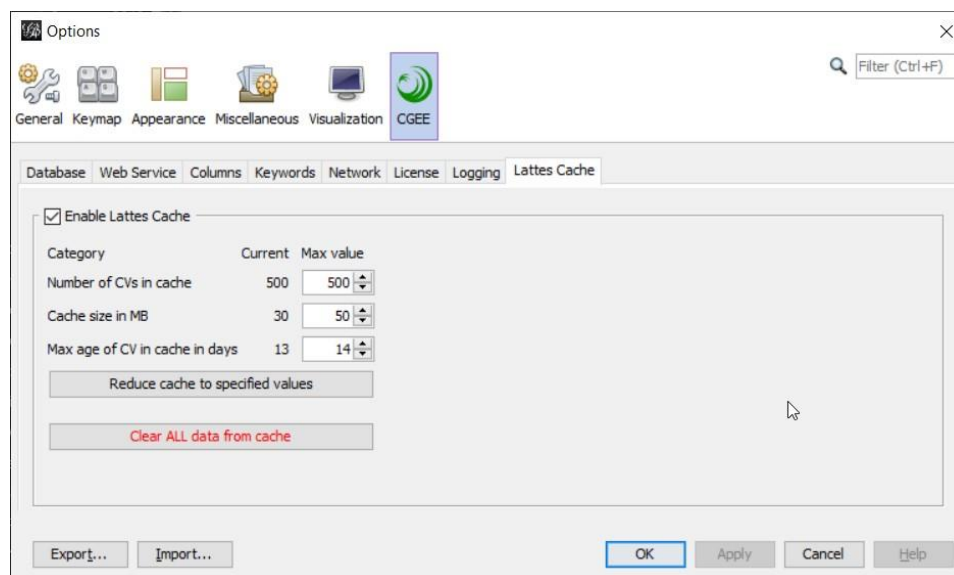 Options
Filter (Ctrl+F)
General Keymap Appearance Miscellaneous Visualization CGEE
Database Web Service Columns Keywords Network License Logging Lattes Cache
Enable Lattes Cache
Category Current Max value
Number of CVs in cache 500 500
Cache size in MB 30 50
Max age of CV in cache in days 13 14
Reduce cache to specified values
Clear ALL data from cache
Export... Import... OK Apply Cancel Help